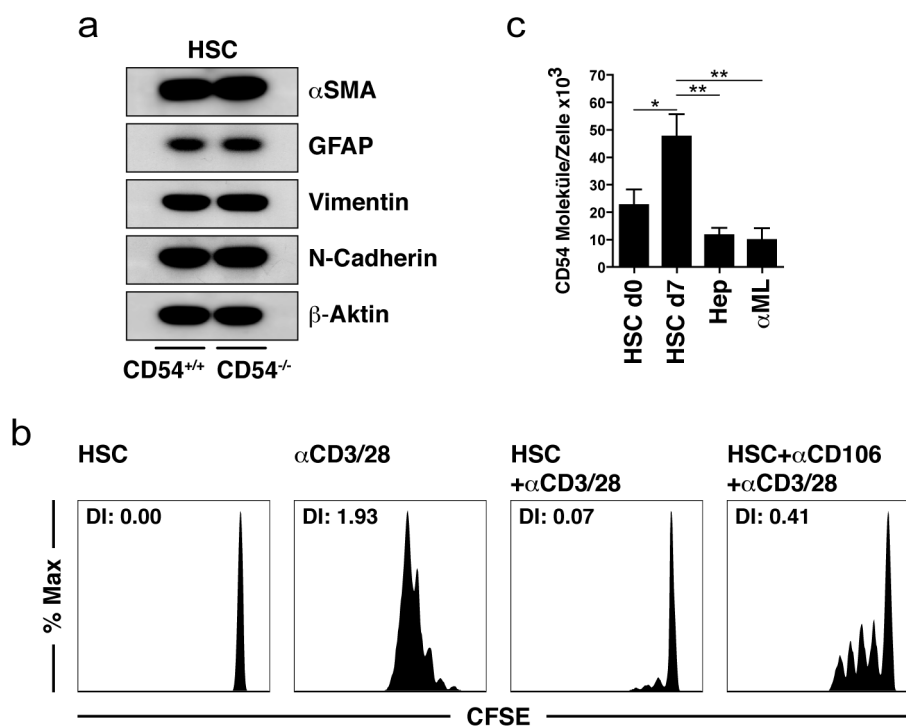 a
HSC
αSMA
GFAP
Vimentin
N-Cadherin
β-Aktin
CD54+/+ CD54-/-
c
CD54 Moleküle/Zelle x10³
70
60
50
40
30
20
10
0
*
**
**
HSC d0
HSC d7
Hep
αML
b
HSC
αCD3/28
HSC
+αCD3/28
HSC+αCD106
+αCD3/28
% Max
DI: 0.00
DI: 1.93
DI: 0.07
DI: 0.41
CFSE